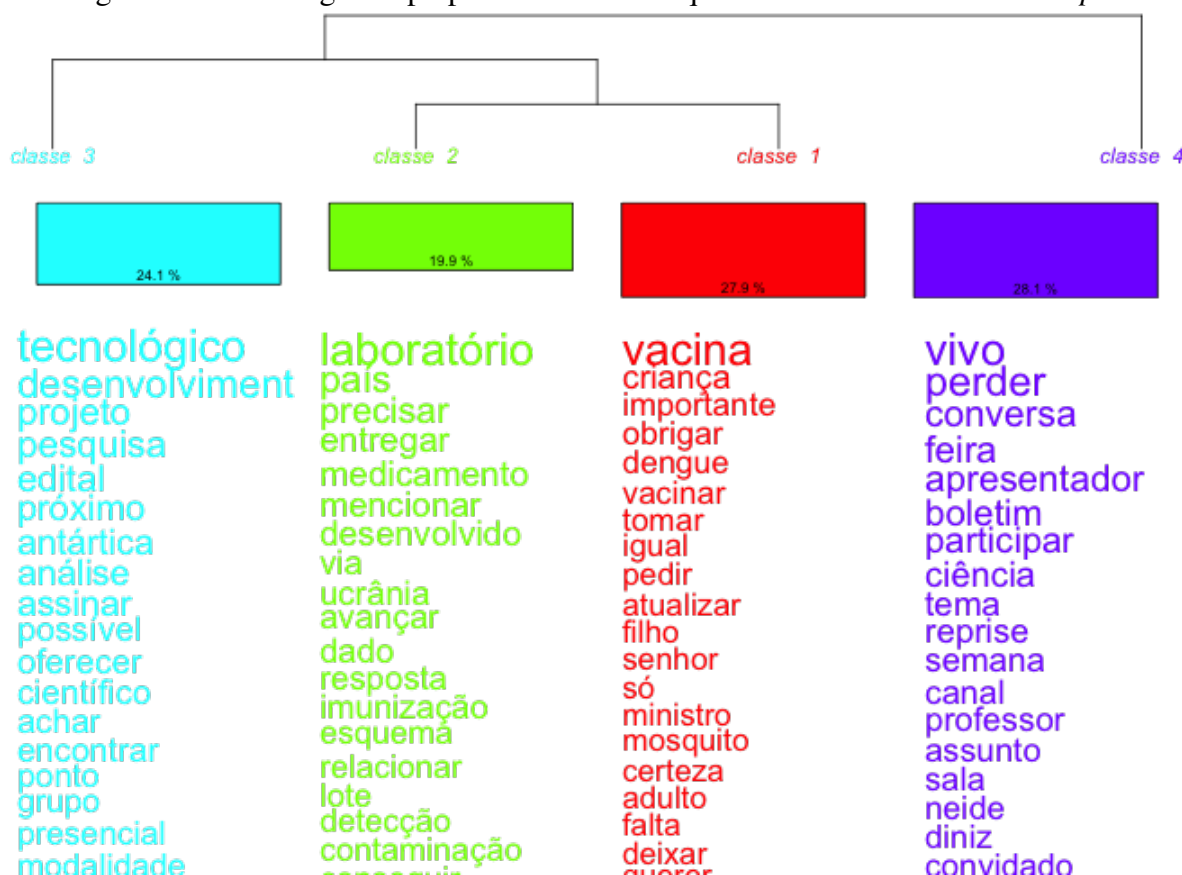 classe 3
classe 2
classe 1
classe 4
24.1 %
19.9 %
27.9 %
28.1 %
tecnológico
desenvolviment
projeto
pesquisa
edital
próximo
antártica
análise
assinar
possível
oferecer
científico
achar
encontrar
ponto
grupo
presencial
modalidade
laboratório
país
precisar
entregar
medicamento
mencionar
desenvolvido
via
ucrânia
avançar
dado
resposta
imunização
esquema
relacionar
lote
detecção
contaminação
vacina
criança
importante
obrigar
dengue
vacinar
tomar
igual
pedir
atualizar
filho
senhor
só
ministro
mosquito
certeza
adulto
falta
deixar
querer
vivo
perder
conversa
feira
apresentador
boletim
participar
ciência
tema
reprise
semana
canal
professor
assunto
sala
neide
diniz
convidado